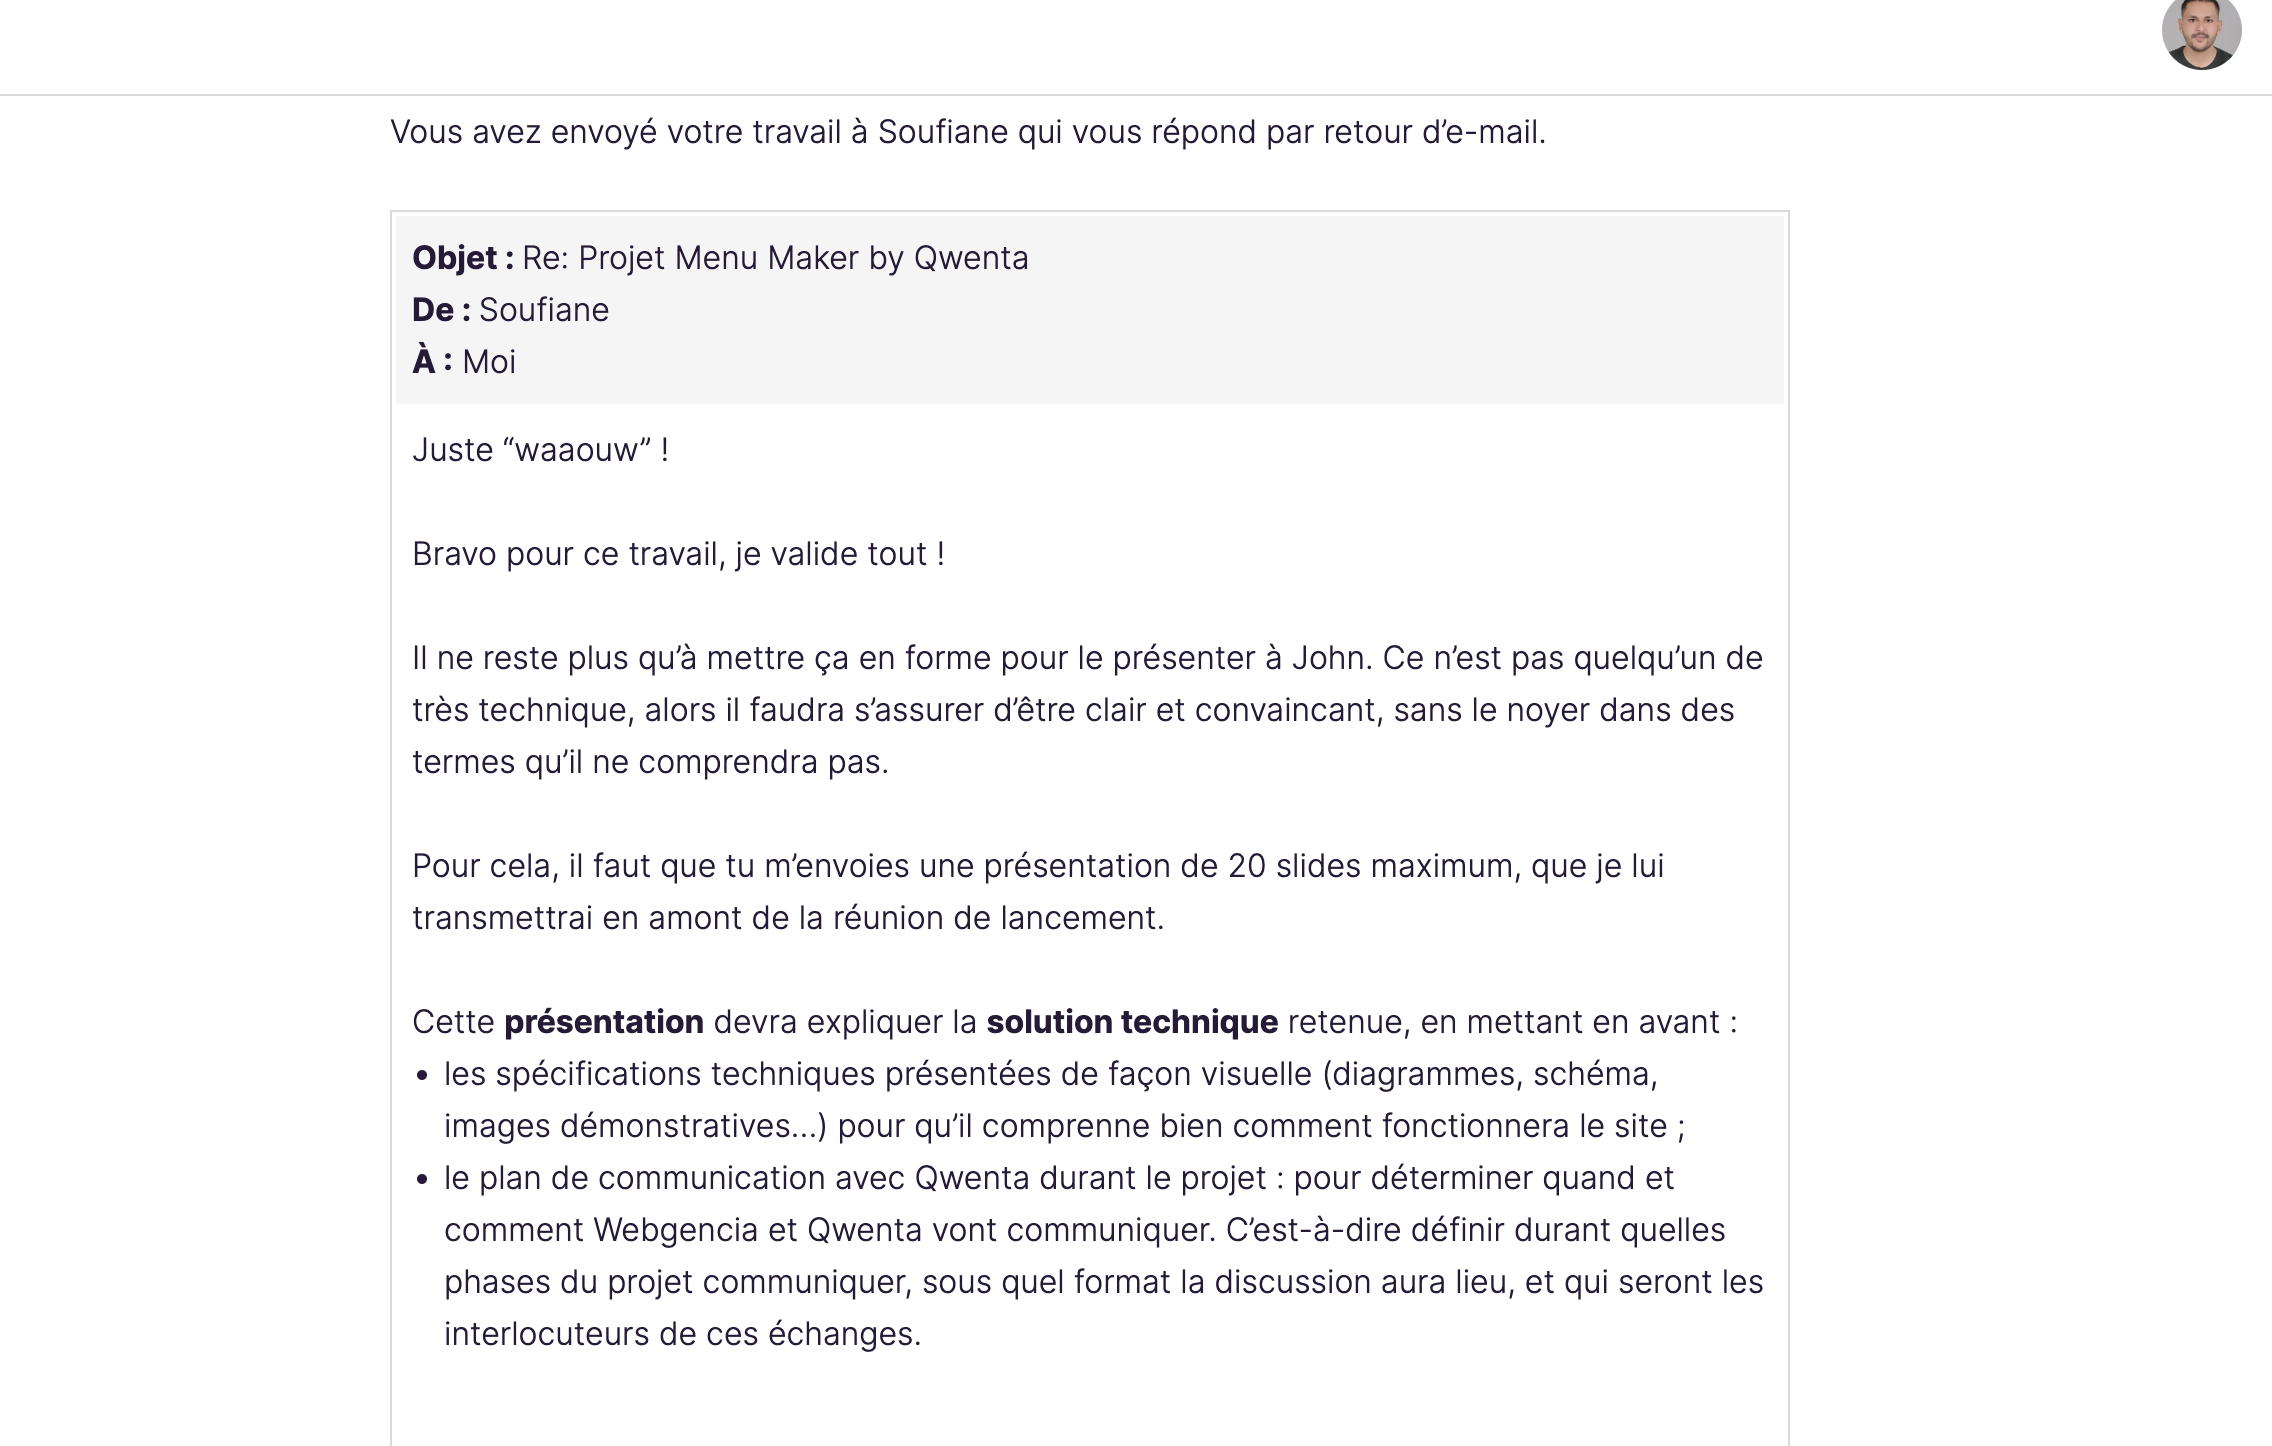 Vous avez envoyé votre travail à Soufiane qui vous répond par retour d’e-mail.
Objet : Re: Projet Menu Maker by Qwenta
De : Soufiane
À : Moi
Juste “waaouw” !
Bravo pour ce travail, je valide tout !
Il ne reste plus qu’à mettre ça en forme pour le présenter à John. Ce n’est pas quelqu’un de
très technique, alors il faudra s’assurer d’être clair et convaincant, sans le noyer dans des
termes qu’il ne comprendra pas.
Pour cela, il faut que tu m’envoies une présentation de 20 slides maximum, que je lui
transmettrai en amont de la réunion de lancement.
Cette présentation devra expliquer la solution technique retenue, en mettant en avant :
• les spécifications techniques présentées de façon visuelle (diagrammes, schéma,
images démonstratives…) pour qu’il comprenne bien comment fonctionnera le site ;
• le plan de communication avec Qwenta durant le projet : pour déterminer quand et
comment Webgencia et Qwenta vont communiquer. C’est-à-dire définir durant quelles
phases du projet communiquer, sous quel format la discussion aura lieu, et qui seront les
interlocuteurs de ces échanges.